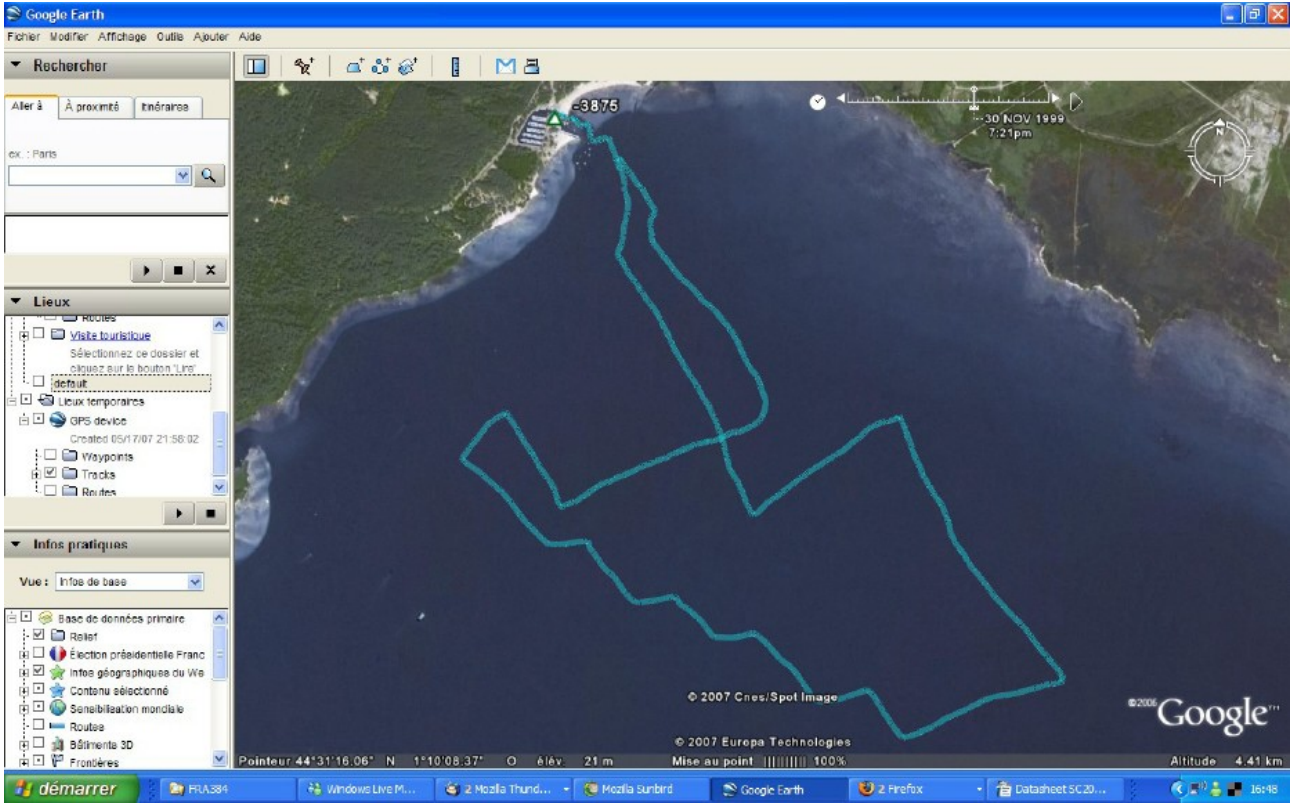 Google Earth
Fichier Modifier Affichage Outils Ajouter Aide
Rechercher
Aller à
À proximité
Itinéraires
ex. : Paris
Lieux
Routes
Visite touristique
Sélectionnez ce dossier et
cliquez sur le bouton 'Lire'
default
Lieux temporaires
GPS device
Created 05/17/07 21:58:02
Waypoints
Tracks
Routes
Infos pratiques
Vue : Infos de base
Base de données primaire
Relief
Élection présidentielle Franc
Infos géographiques du We
Contenu sélectionné
Sensibilisation mondiale
Routes
Bâtiments 3D
Frontières
-3875
30 NOV 1999
7:21pm
N
© 2007 Cnes/Spot Image
© 2007 Europa Technologies
©2006 Google™
Pointeur 44°31'16.06" N 1°10'08.37" O élév. 21 m Mise au point 100% Altitude 4.41 km
démarrer
FRA384
Windows Live M...
2 Mozilla Thund...
Mozilla Sunbird
Google Earth
2 Firefox
Datasheet SC20...
16:48